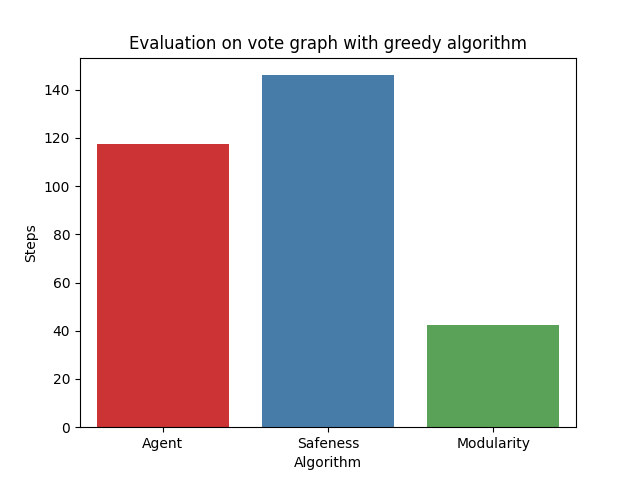 Evaluation on vote graph with greedy algorithm
140
120
100
80
60
40
20
0
Steps
Agent
Safeness
Modularity
Algorithm